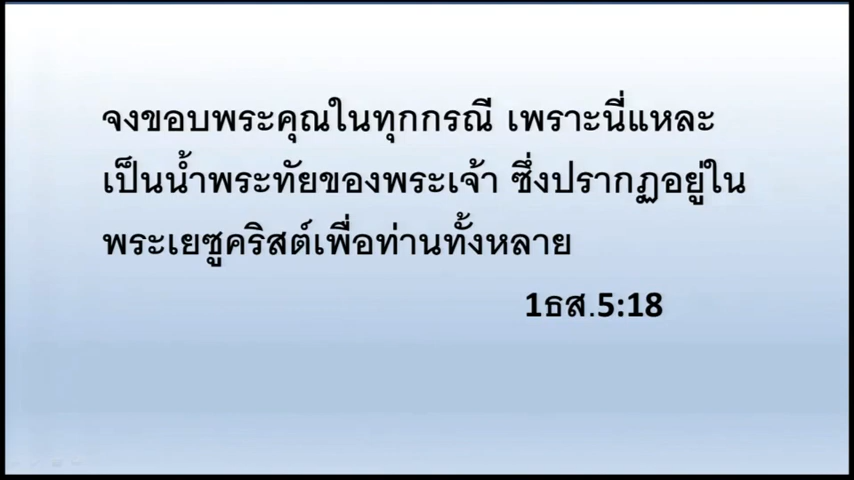 จงขอบพระคุณในทุกกรณี เพราะนี่แหละ
เป็นน้ำพระทัยของพระเจ้า ซึ่งปรากฏอยู่ใน
พระเยซูคริสต์เพื่อท่านทั้งหลาย
1ธส.5:18